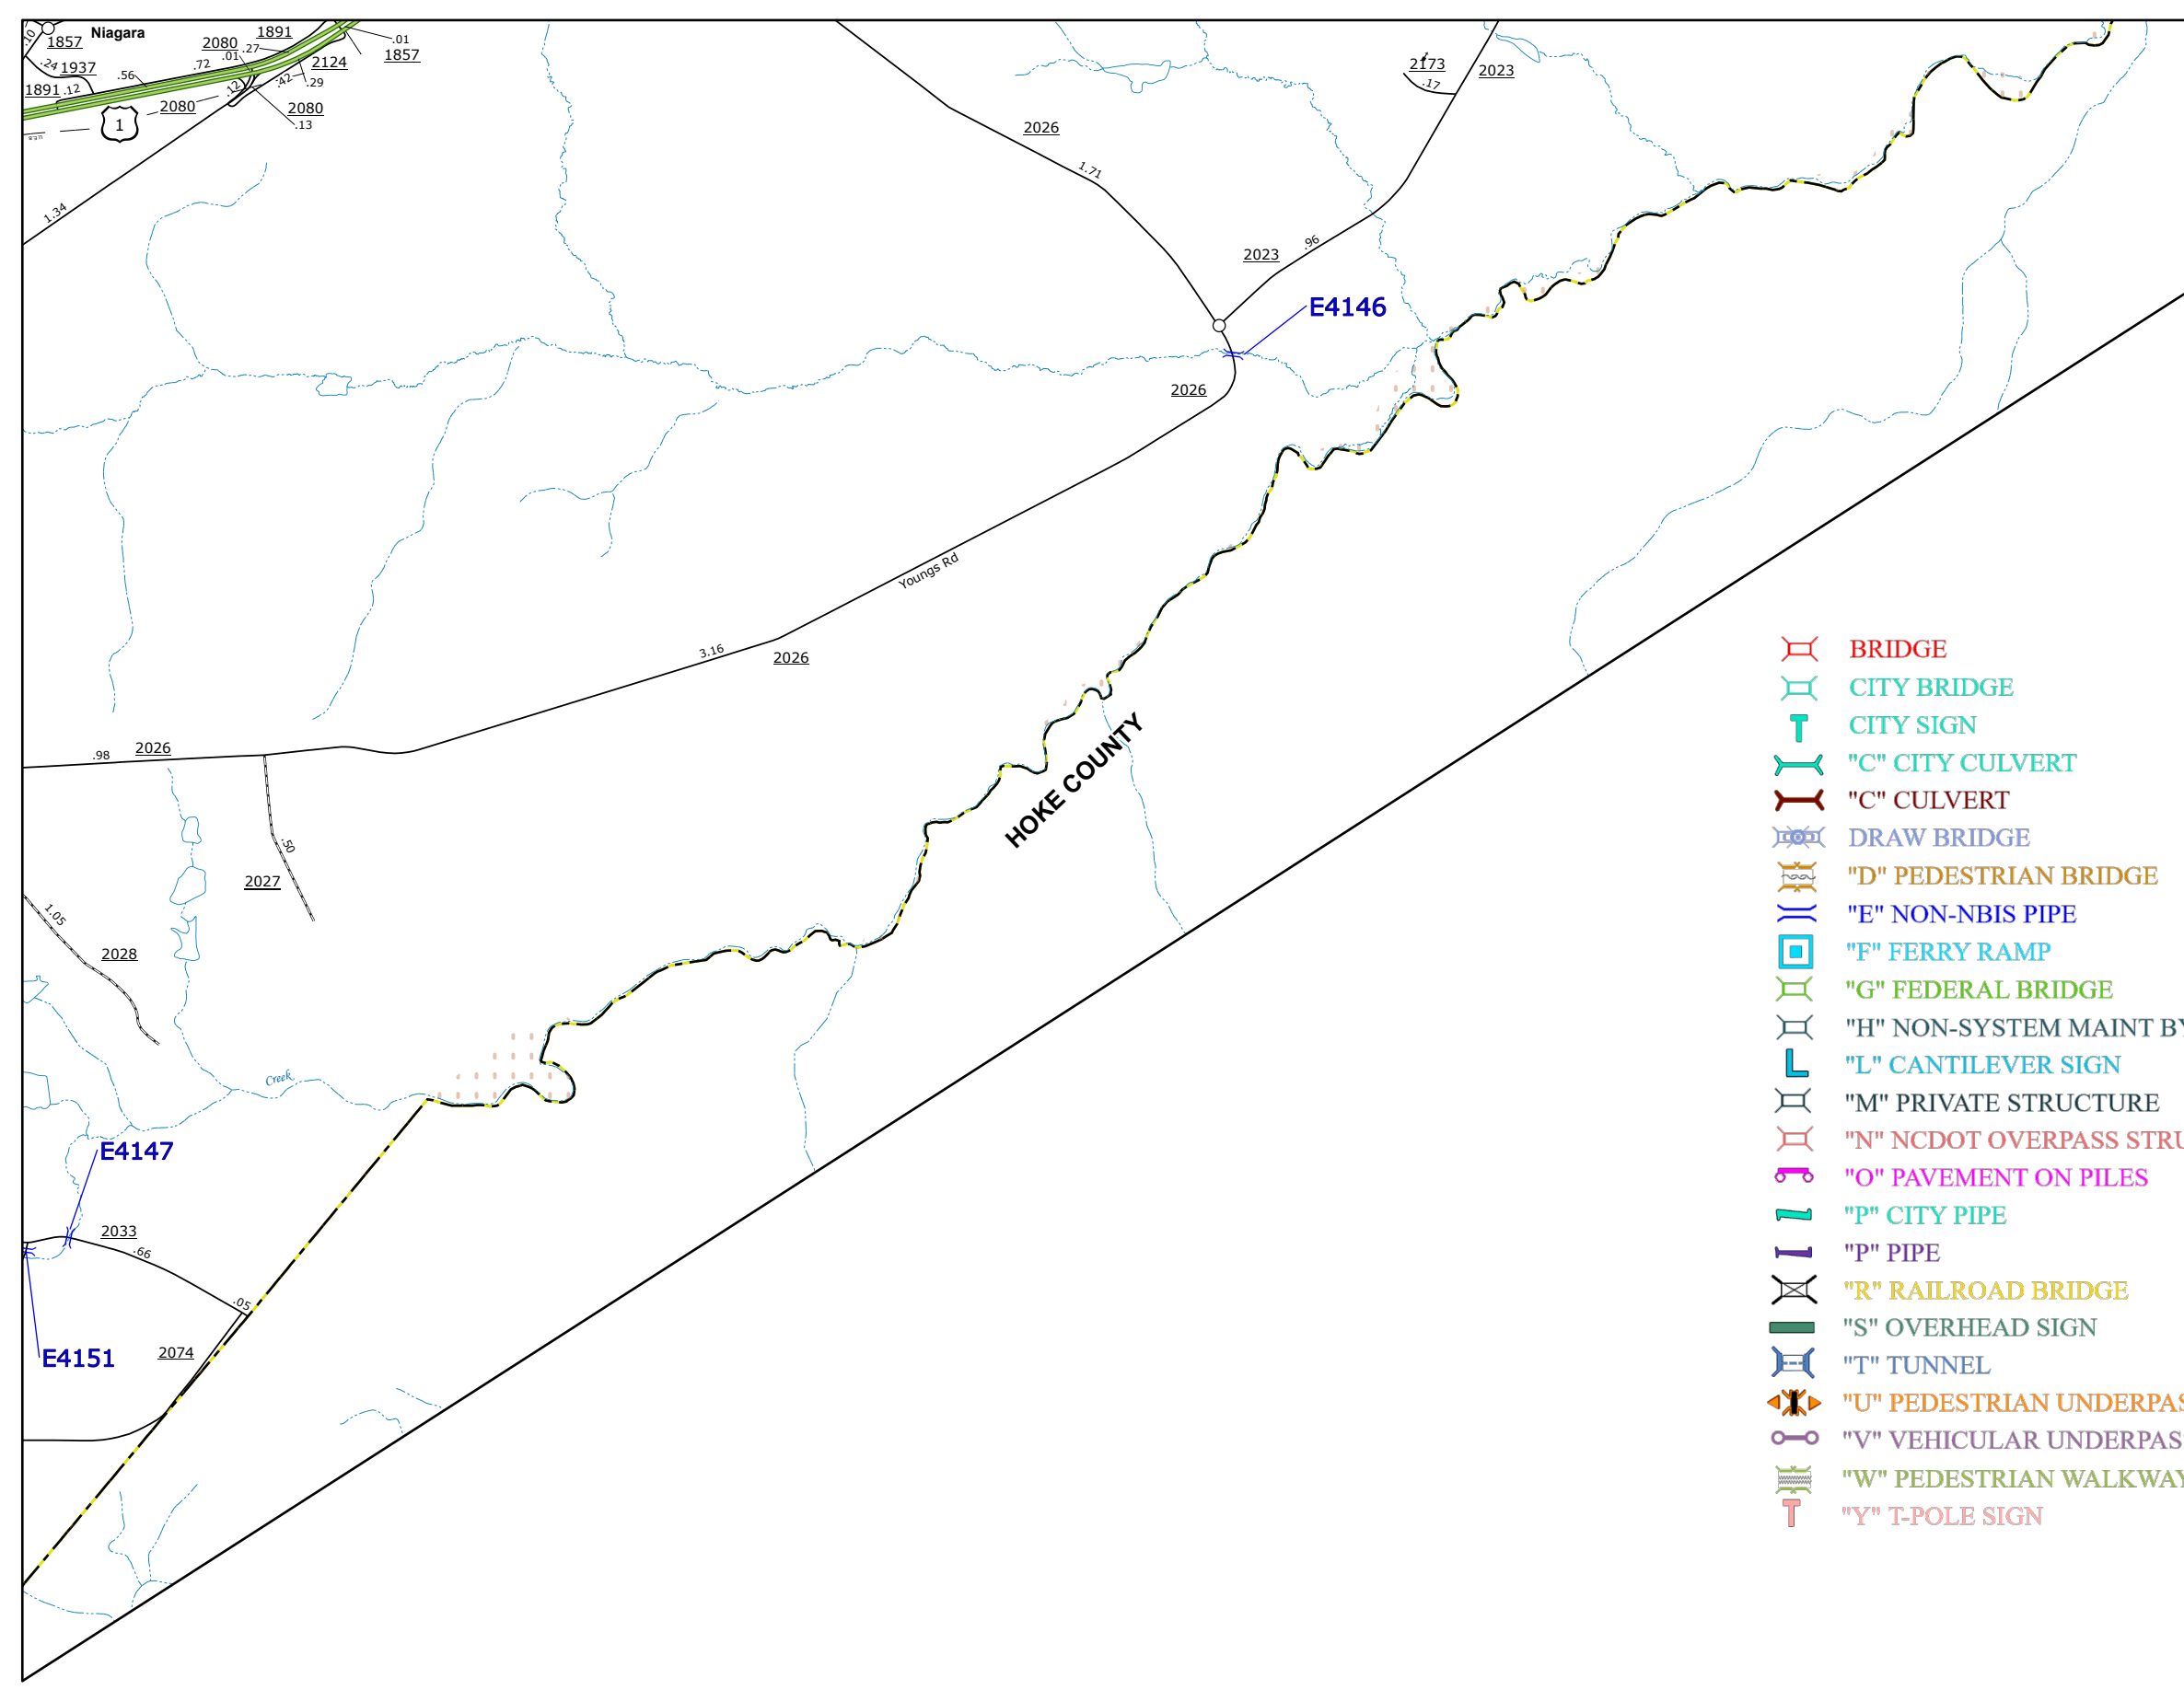 Niagara
.10
1857
.24
1937
1891
.12
.56
.72
2080
.01
.27
1891
2124
.01
1857
.42
.29
.12
2080
.13
2080
1
1.34
2026
1.71
2173
.17
2023
2023
.96
E4146
2026
Youngs Rd
3.16
2026
.98
2026
.50
2027
1.05
2028
HOKE COUNTY
Creek
E4147
2033
.66
.05
2074
E4151
BRIDGE
CITY BRIDGE
CITY SIGN
"C" CITY CULVERT
"C" CULVERT
DRAW BRIDGE
"D" PEDESTRIAN BRIDGE
"E" NON-NBIS PIPE
"F" FERRY RAMP
"G" FEDERAL BRIDGE
"H" NON-SYSTEM MAINT BY
"L" CANTILEVER SIGN
"M" PRIVATE STRUCTURE
"N" NCDOT OVERPASS STRU
"O" PAVEMENT ON PILES
"P" CITY PIPE
"P" PIPE
"R" RAILROAD BRIDGE
"S" OVERHEAD SIGN
"T" TUNNEL
"U" PEDESTRIAN UNDERPAS
"V" VEHICULAR UNDERPAS
"W" PEDESTRIAN WALKWAY
"Y" T-POLE SIGN